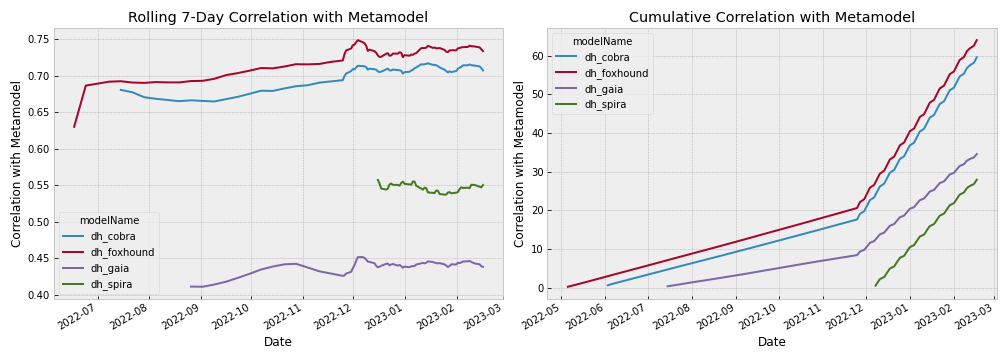 Rolling 7-Day Correlation with Metamodel
Correlation with Metamodel
0.75
0.70
0.65
0.60
0.55
0.50
0.45
0.40
modelName
dh_cobra
dh_foxhound
dh_gaia
dh_spira
2022-07
2022-08
2022-09
2022-10
2022-11
2022-12
2023-01
2023-02
2023-03
Date
Cumulative Correlation with Metamodel
Correlation with Metamodel
60
50
40
30
20
10
0
modelName
dh_cobra
dh_foxhound
dh_gaia
dh_spira
2022-05
2022-06
2022-07
2022-08
2022-09
2022-10
2022-11
2022-12
2023-01
2023-02
2023-03
Date